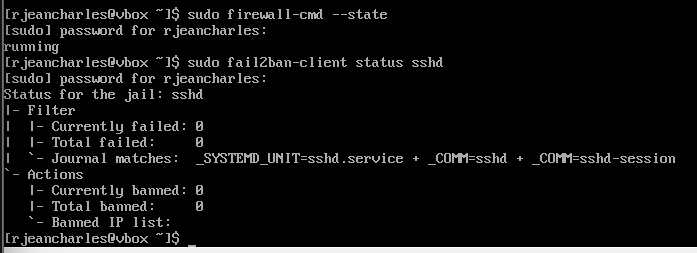 [rjeancharles@vbox ~]$ sudo firewall-cmd --state
[sudo] password for rjeancharles:
running
[rjeancharles@vbox ~]$ sudo fail2ban-client status sshd
[sudo] password for rjeancharles:
Status for the jail: sshd
|- Filter
|  |- Currently failed: 0
|  |- Total failed:     0
|  `- Journal matches:  _SYSTEMD_UNIT=sshd.service + _COMM=sshd + _COMM=sshd-session
`- Actions
   |- Currently banned: 0
   |- Total banned:     0
   `- Banned IP list:
[rjeancharles@vbox ~]$ _